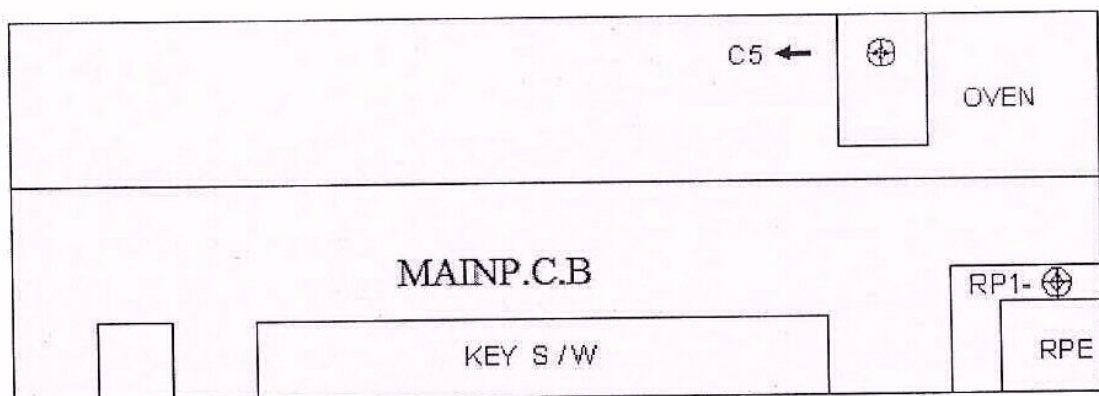 C5
OVEN
MAINP.C.B
RP1-
KEY S/W
RPE